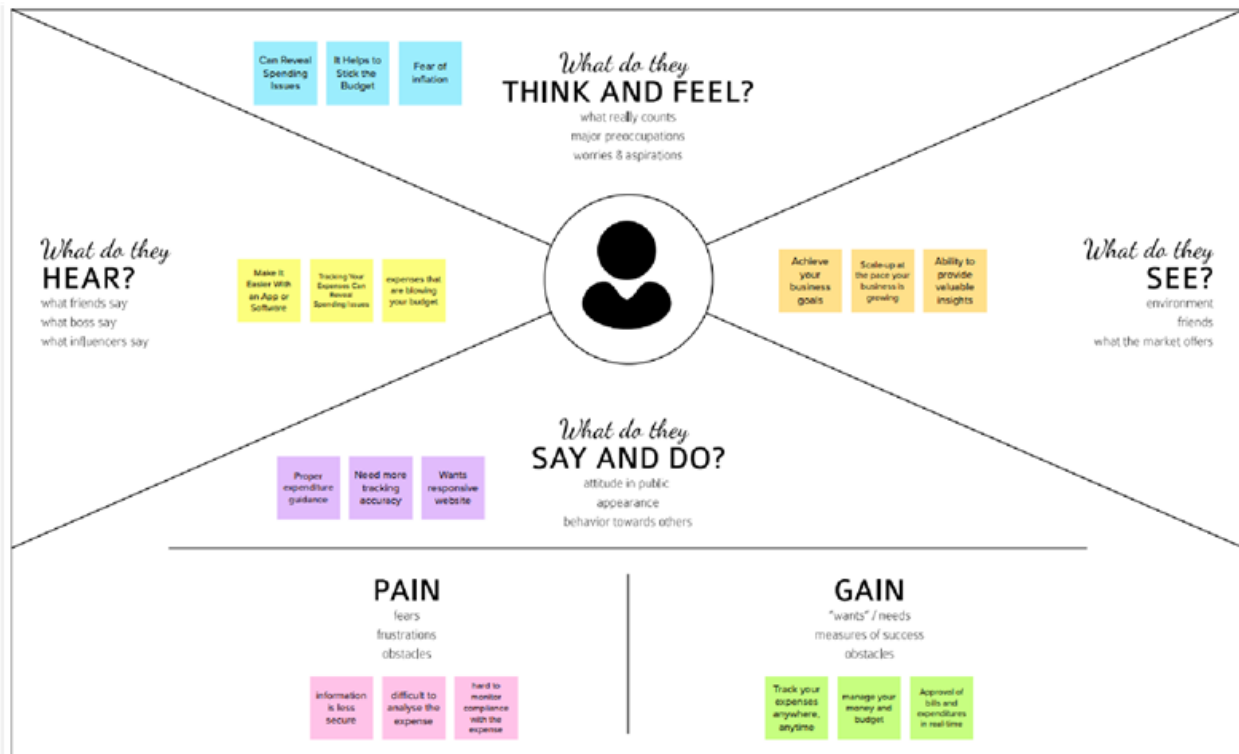 Can Reveal
Spending
Issues
It Helps to
Stick the
Budget
Fear of
inflation
What do they
THINK AND FEEL?
what really counts
major preoccupations
worries & aspirations
What do they
HEAR?
what friends say
what boss say
what influencers say
Make It
Easier With
an App or
Software
Tracking Your
Expenses Can
Reveal
Spending Issues
expenses that
are blowing
your budget
Achieve
your
business
goals
Scale-up at
the pace your
business is
growing
Ability to
provide
valuable
insights
What do they
SEE?
environment
friends
what the market offers
What do they
SAY AND DO?
attitude in public
appearance
behavior towards others
Proper
expenditure
guidance
Need more
tracking
accuracy
Wants
responsive
website
PAIN
fears
frustrations
obstacles
information
is less
secure
difficult to
analyse the
expense
hard to
monitor
compliance
with the
expense
GAIN
"wants" / needs
measures of success
obstacles
Track your
expenses
anywhere,
anytime
manage your
money and
budget
Approval of
bills and
expenditures
in real-time